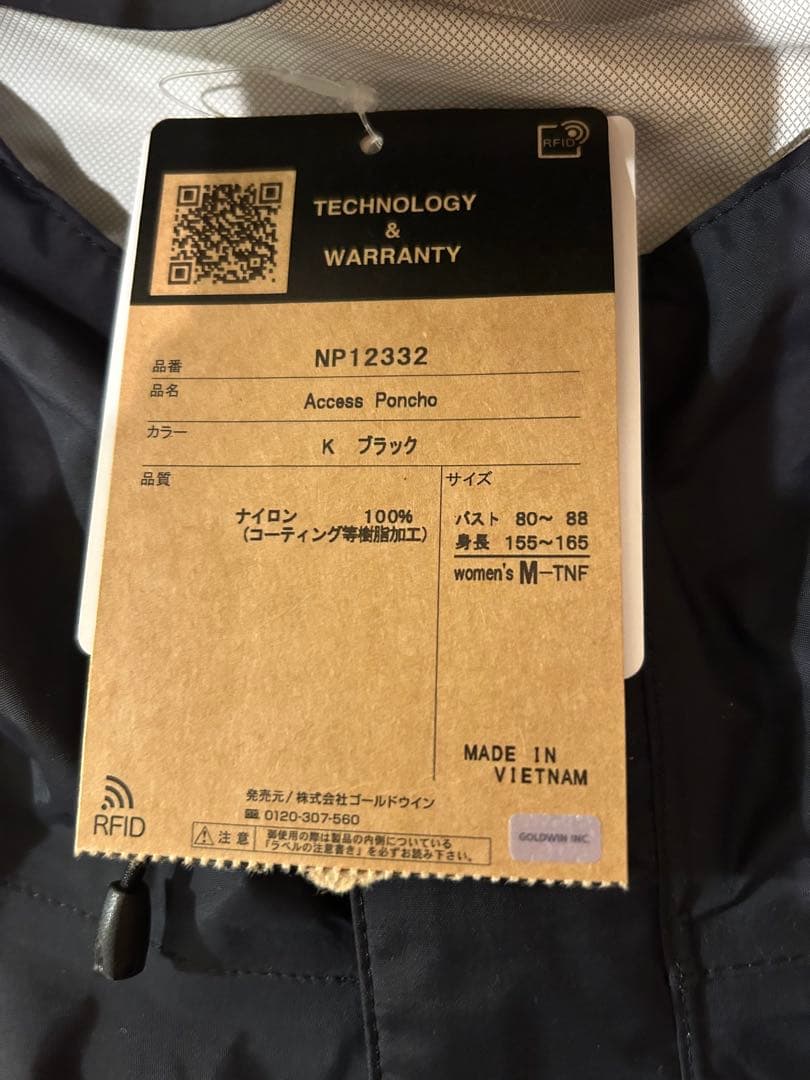 RFID
TECHNOLOGY
&
WARRANTY
品番 NP12332
品名 Access Poncho
カラー K ブラック
品質
ナイロン 100%
(コーティング等樹脂加工)
サイズ
バスト 80～ 88
身長 155～165
women's M-TNF
MADE IN
VIETNAM
RFID
発売元/株式会社ゴールドウイン
0120-307-560
注意
御使用の際は製品の内側についている
「ラベルの注意書き」を必ずお読み下さい。
GOLDWIN INC.